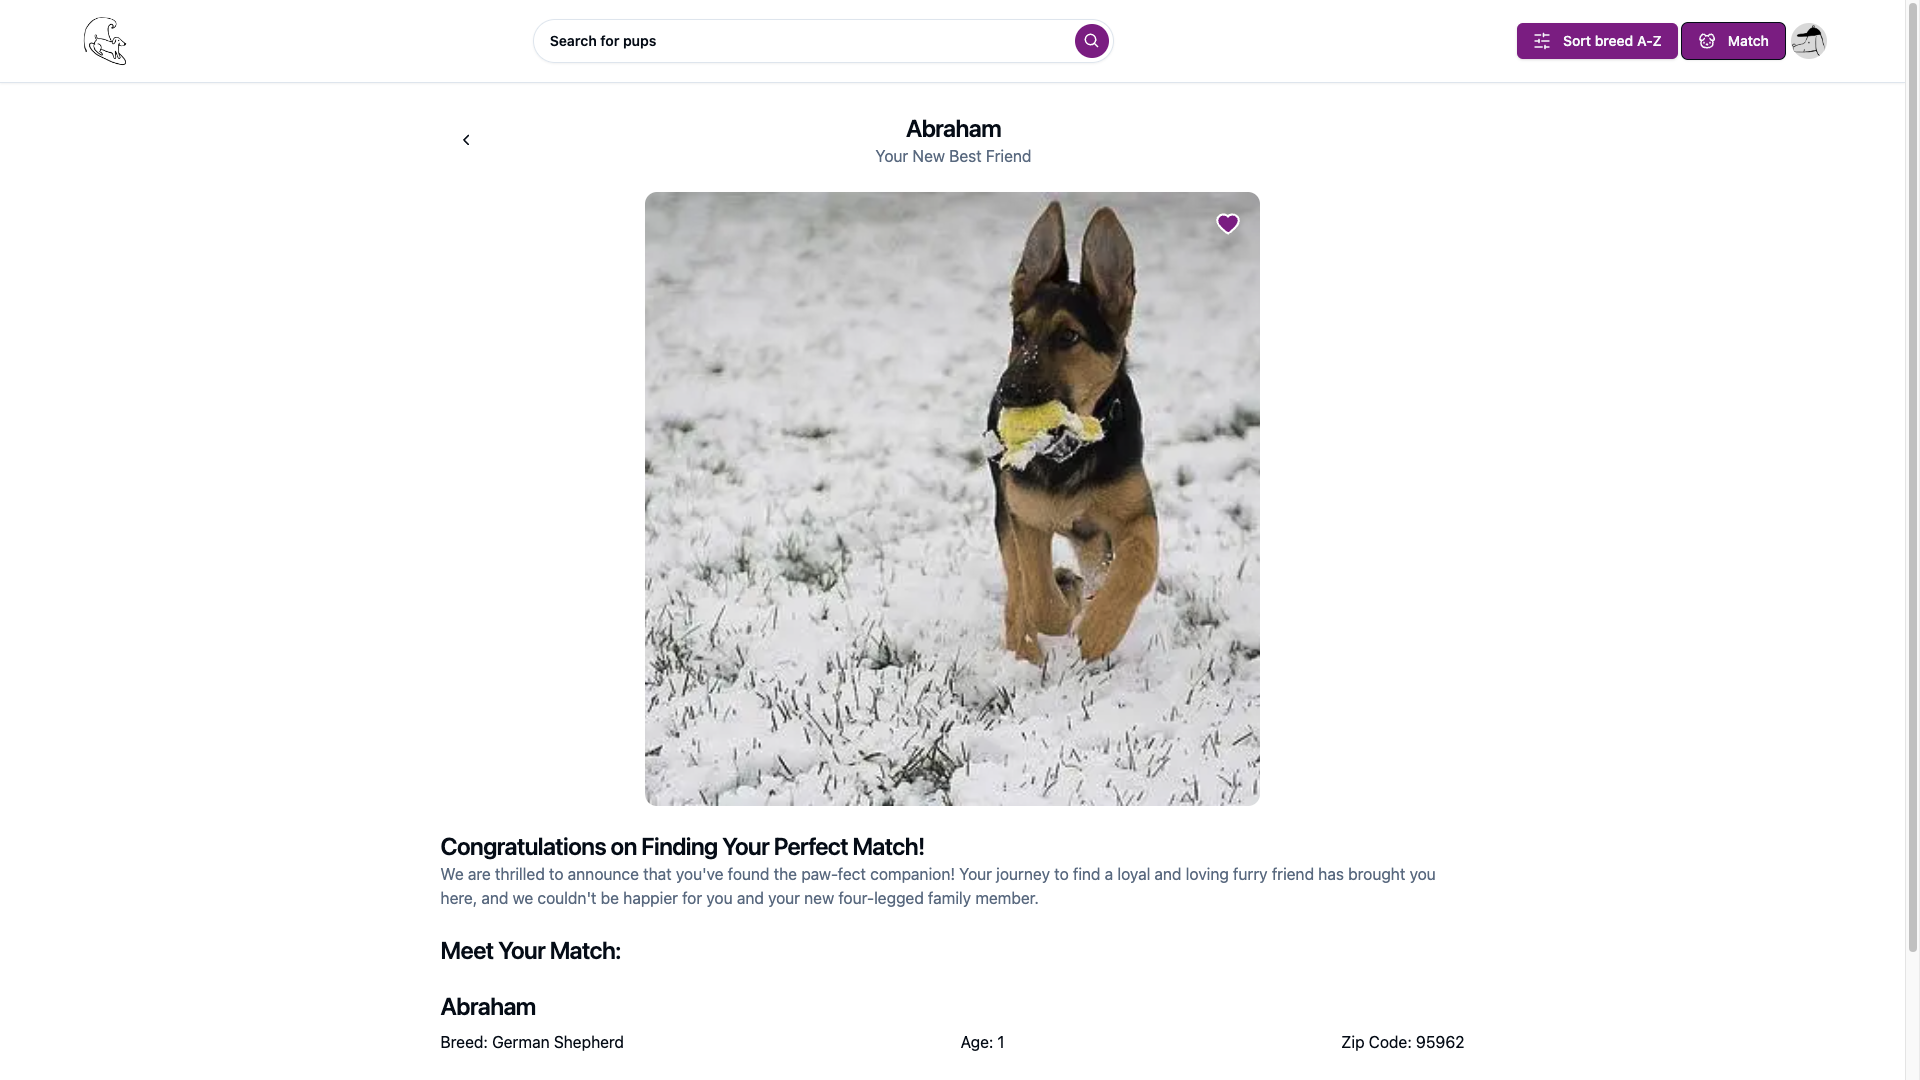 Search for pups
Sort breed A-Z
Match
Abraham
Your New Best Friend
Congratulations on Finding Your Perfect Match!
We are thrilled to announce that you've found the paw-fect companion! Your journey to find a loyal and loving furry friend has brought you
here, and we couldn't be happier for you and your new four-legged family member.
Meet Your Match:
Abraham
Breed: German Shepherd
Age: 1
Zip Code: 95962